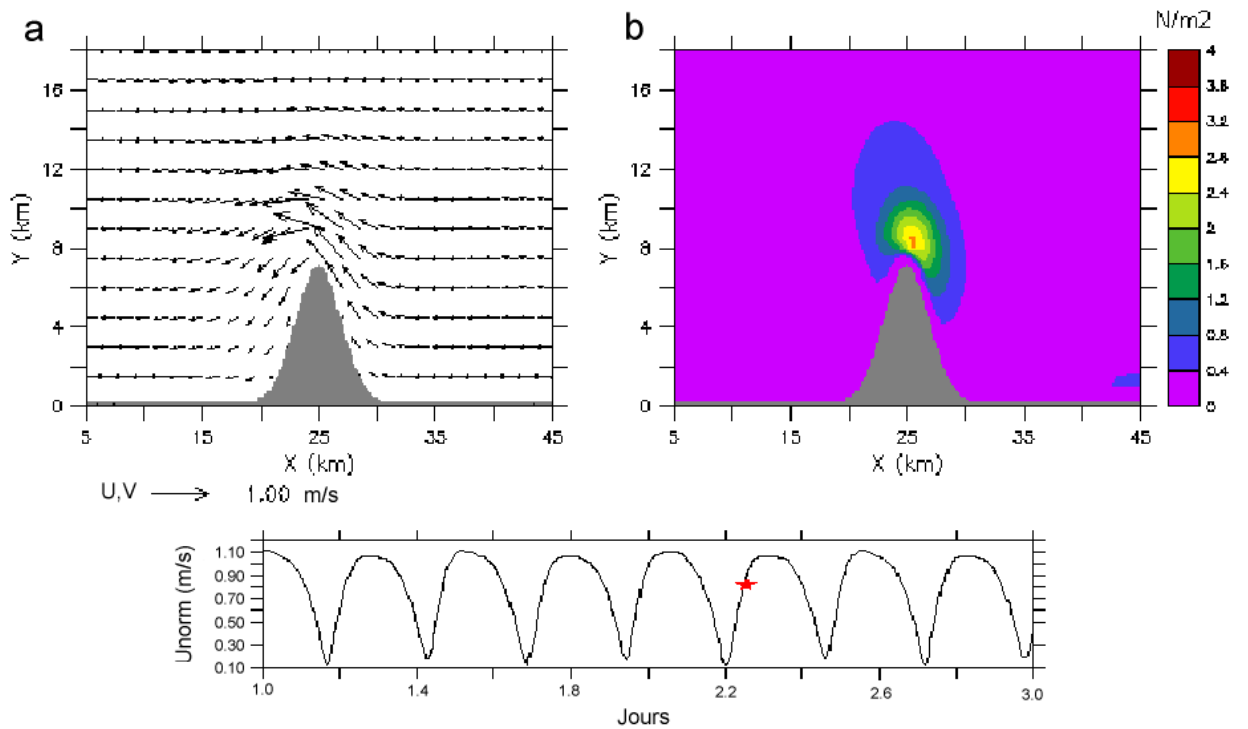 a
b
N/m2
16
12
8
4
0
Y (km)
5 15 25 35 45
X (km)
16
12
8
4
0
Y (km)
5 15 25 35 45
X (km)
4
3.6
3.2
2.8
2.4
2
1.6
1.2
0.8
0.4
0
U,V
1.00 m/s
Unorm (m/s)
1.10
0.90
0.70
0.50
0.30
0.10
1.0 1.4 1.8 2.2 2.6 3.0
Jours